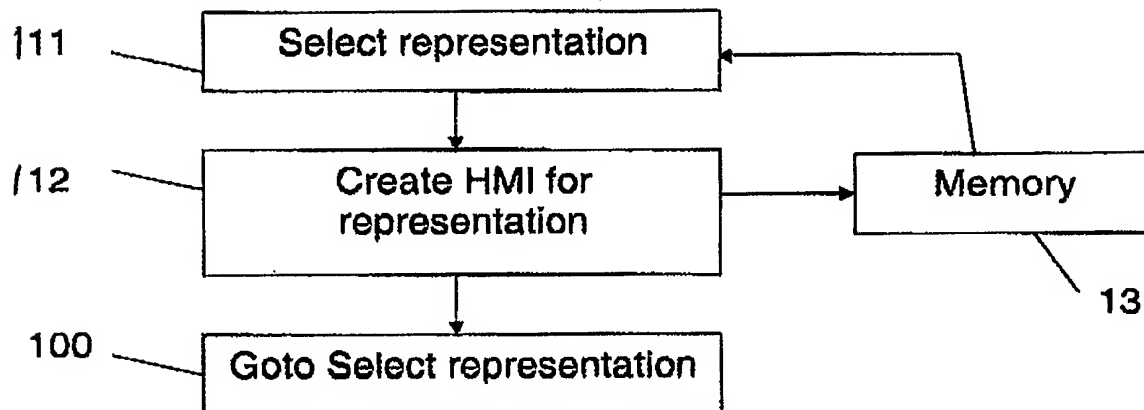 111
Select representation
112
Create HMI for
representation
Memory
13
100
Goto Select representation